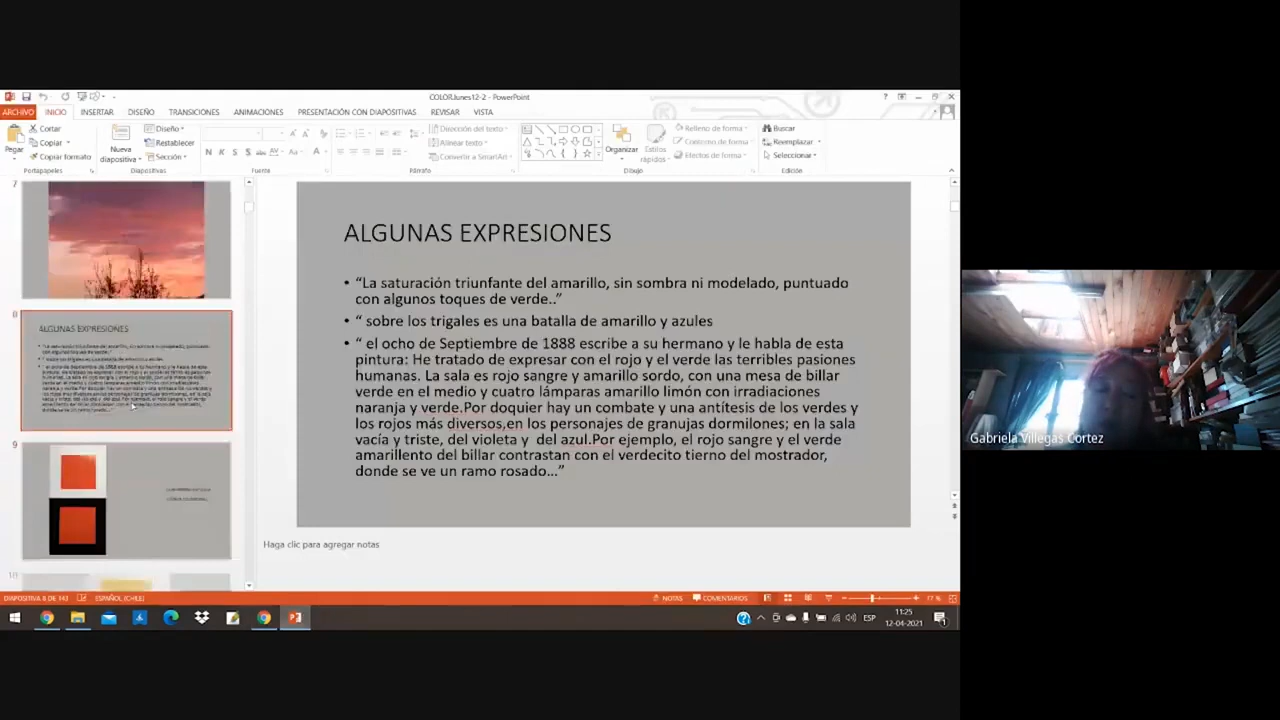 COLORJunes12-2 - PowerPoint
ARCHIVO INICIO INSERTAR DISEÑO TRANSICIONES ANIMACIONES PRESENTACIÓN CON DIAPOSITIVAS REVISAR VISTA
Pegar
Cortar
Copiar
Copiar formato
Portapapeles
Nueva
diapositiva
Diseño
Restablecer
Sección
Diapositivas
N K S S abc AV Aa A
Fuente
Párrafo
Dirección del texto
Alinear texto
Convertir a SmartArt
Organizar
Estilos
rápidos
Relleno de forma
Contorno de forma
Efectos de forma
Dibujo
Buscar
Reemplazar
Seleccionar
Edición
7
8
ALGUNAS EXPRESIONES
9
10
ALGUNAS EXPRESIONES
• “La saturación triunfante del amarillo, sin sombra ni modelado, puntuado
con algunos toques de verde..”
• “ sobre los trigales es una batalla de amarillo y azules
• “ el ocho de Septiembre de 1888 escribe a su hermano y le habla de esta
pintura: He tratado de expresar con el rojo y el verde las terribles pasiones
humanas. La sala es rojo sangre y amarillo sordo, con una mesa de billar
verde en el medio y cuatro lámparas amarillo limón con irradiaciones
naranja y verde.Por doquier hay un combate y una antítesis de los verdes y
los rojos más diversos,en los personajes de granujas dormilones; en la sala
vacía y triste, del violeta y del azul.Por ejemplo, el rojo sangre y el verde
amarillento del billar contrastan con el verdecito tierno del mostrador,
donde se ve un ramo rosado...”
Haga clic para agregar notas
DIAPOSITIVA 8 DE 143 ESPAÑOL (CHILE) NOTAS COMENTARIOS 77 %
ESP
11:25
12-04-2021
Gabriela Villegas Cortez